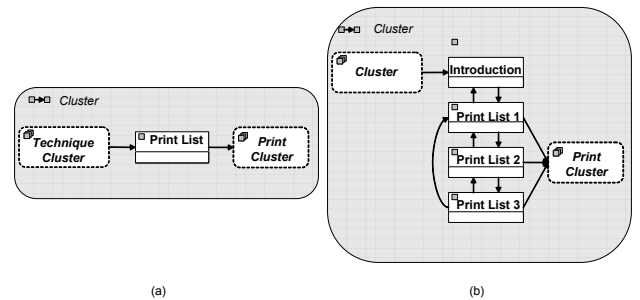 Cluster
Technique
Cluster
Print List
Print
Cluster
(a)
Cluster
Cluster
Introduction
Print List 1
Print List 2
Print List 3
Print
Cluster
(b)